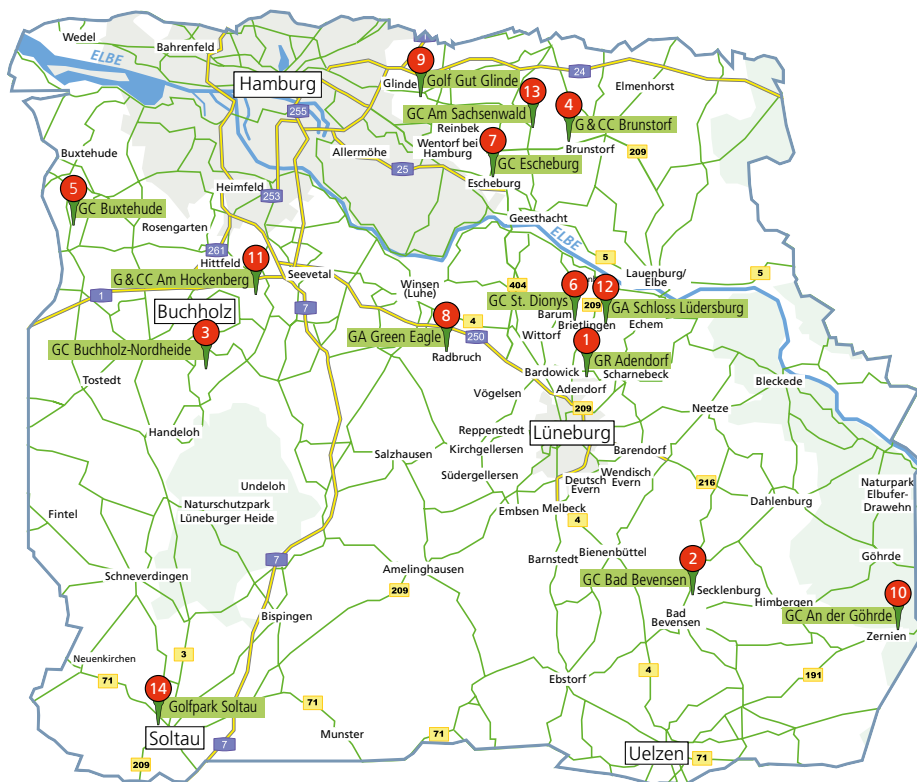 Wedel
Bahrenfeld
ELBE
Hamburg
9
Glinde
Golf Gut Glinde
24
Elmenhorst
13
GC Am Sachsenwald
4
G & CC Brunstorf
255
Reinbek
Wentorf bei
Hamburg
7
GC Escheburg
Brunstorf
209
Allermöhe
25
Escheburg
Buxtehude
5
GC Buxtehude
Heimfeld
253
Rosengarten
Geesthacht
ELBE
261
Hittfeld
11
G & CC Am Hockenberg
Seevetal
5
Lauenburg/
Elbe
5
1
7
Winsen
(Luhe)
404
6
GC St. Dionys
209
12
GA Schloss Lüdersburg
Buchholz
3
GC Buchholz-Nordheide
8
GA Green Eagle
4
250
Radbruch
Barum
Brietlingen
Echem
Wittorf
1
GR Adendorf
Scharnebeck
Bardowick
Adendorf
Tostedt
Bleckede
Vögelsen
209
Neetze
Handeloh
Reppenstedt
Kirchgellersen
Lüneburg
Salzhausen
Südergellersen
Barendorf
Deutsch
Evern
Wendisch
Evern
216
Undeloh
Naturschutzpark
Lüneburger Heide
Embsen
Melbeck
4
Dahlenburg
Naturpark
Elbufer-
Drawehn
Fintel
7
Barnstedt
Bienenbüttel
2
GC Bad Bevensen
Secklenburg
Göhrde
Schneverdingen
Amelinghausen
209
Himbergen
10
GC An der Göhrde
Zernien
Bispingen
Bad
Bevensen
Neuenkirchen
3
71
14
Golfpark Soltau
Ebstorf
4
191
Soltau
71
Munster
71
7
Uelzen
71
209